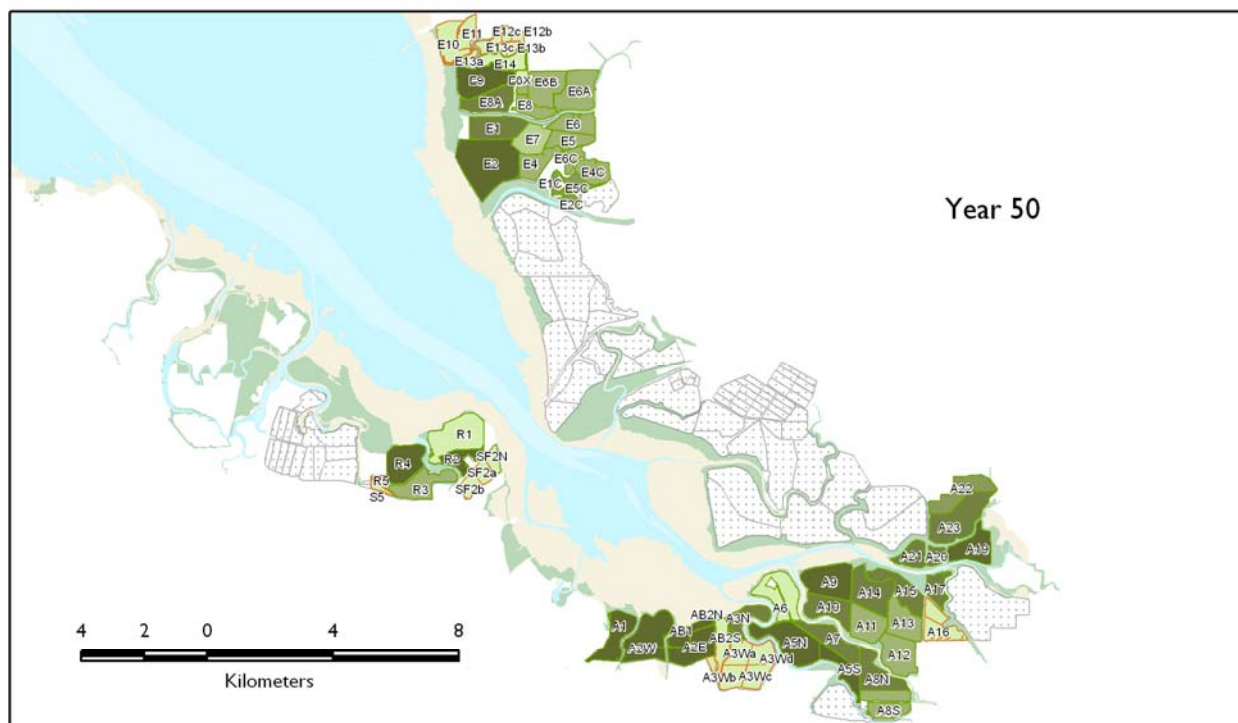 E11
E12c E12b
E10
E13c E13b
E13a E14
E9 E8X E6B
E6A
E8A E8
E1 E6
E7 E5
E2 E4 E6C
E4C
E1C E5C
E2C
Year 50
R1
R4 R2 SF2N
SF2a
R5 R3 SF2b
S5
A22
A23
A21 A20 A19
A9 A14 A15 A17
A6 A10
A1 AB2N A3N A11 A13 A16
AB1 AB2S
A2W A2E A5N A7
A3Wa A3Wd A12
A3Wb A3Wc A5S A8N
A8S
4 2 0 4 8
Kilometers